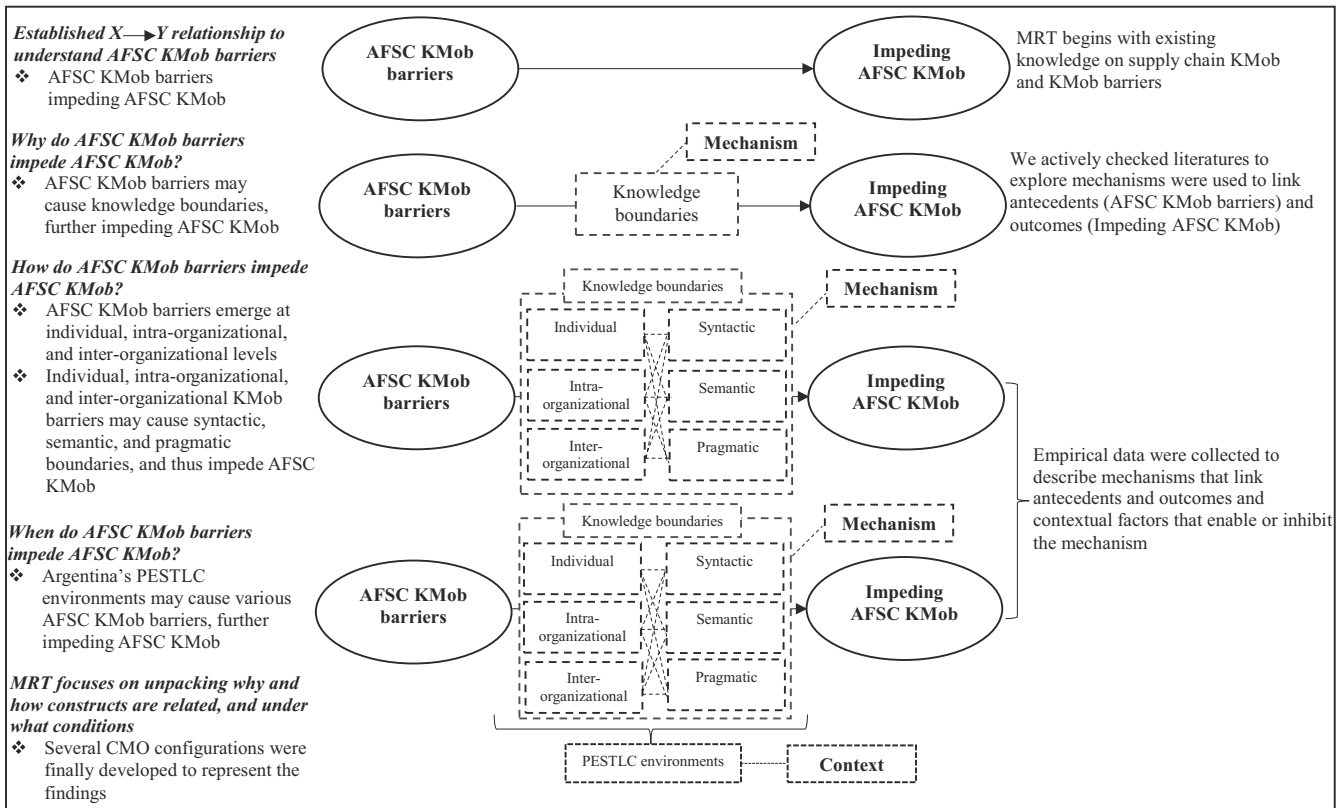 Established X→Y relationship to
understand AFSC KMob barriers
❖ AFSC KMob barriers
impeding AFSC KMob
AFSC KMob
barriers
Impeding
AFSC KMob
MRT begins with existing
knowledge on supply chain KMob
and KMob barriers
Why do AFSC KMob barriers
impede AFSC KMob?
❖ AFSC KMob barriers may
cause knowledge boundaries,
further impeding AFSC KMob
AFSC KMob
barriers
Mechanism
Knowledge
boundaries
Impeding
AFSC KMob
We actively checked literatures to
explore mechanisms were used to link
antecedents (AFSC KMob barriers) and
outcomes (Impeding AFSC KMob)
How do AFSC KMob barriers impede
AFSC KMob?
❖ AFSC KMob barriers emerge at
individual, intra-organizational,
and inter-organizational levels
❖ Individual, intra-organizational,
and inter-organizational KMob
barriers may cause syntactic,
semantic, and pragmatic
boundaries, and thus impede AFSC
KMob
AFSC KMob
barriers
Knowledge boundaries
Mechanism
Individual
Syntactic
Intra-
organizational
Semantic
Inter-
organizational
Pragmatic
Impeding
AFSC KMob
When do AFSC KMob barriers
impede AFSC KMob?
❖ Argentina's PESTLC
environments may cause various
AFSC KMob barriers, further
impeding AFSC KMob
AFSC KMob
barriers
Knowledge boundaries
Mechanism
Individual
Syntactic
Intra-
organizational
Semantic
Inter-
organizational
Pragmatic
Impeding
AFSC KMob
Empirical data were collected to
describe mechanisms that link
antecedents and outcomes and
contextual factors that enable or inhibit
the mechanism
MRT focuses on unpacking why and
how constructs are related, and under
what conditions
❖ Several CMO configurations were
finally developed to represent the
findings
PESTLC environments
Context